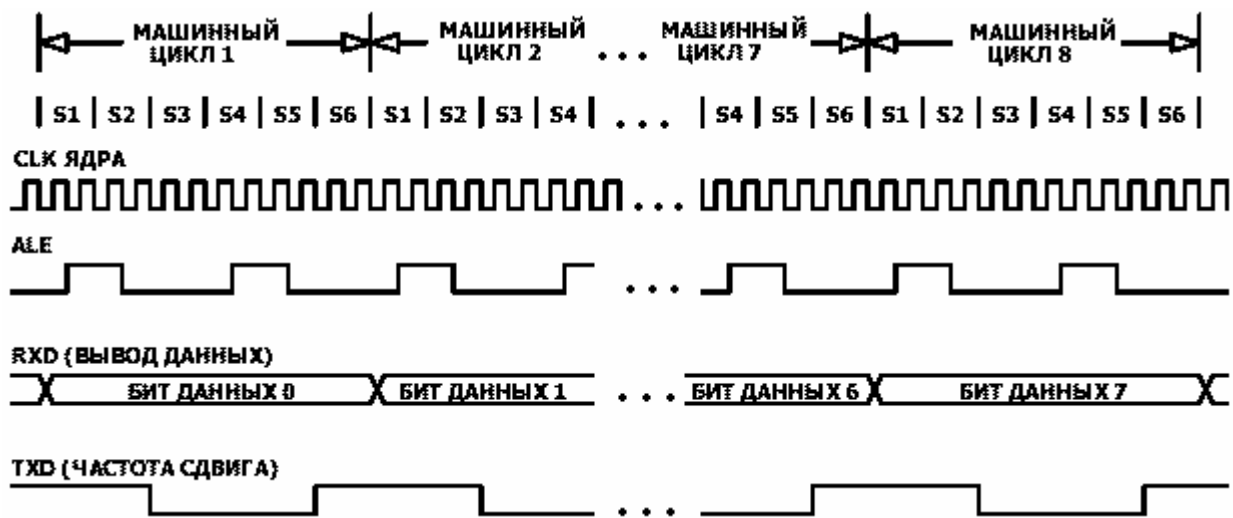 МАШИННЫЙ ЦИКЛ 1
МАШИННЫЙ ЦИКЛ 2
. . .
МАШИННЫЙ ЦИКЛ 7
МАШИННЫЙ ЦИКЛ 8
S1 | S2 | S3 | S4 | S5 | S6 | S1 | S2 | S3 | S4 | . . . | S4 | S5 | S6 | S1 | S2 | S3 | S4 | S5 | S6 |
CLK ЯДРА
. . .
ALE
. . .
RXD (ВЫВОД ДАННЫХ)
БИТ ДАННЫХ 0 БИТ ДАННЫХ 1 . . . БИТ ДАННЫХ 6 БИТ ДАННЫХ 7
TXD (ЧАСТОТА СДВИГА)
. . .